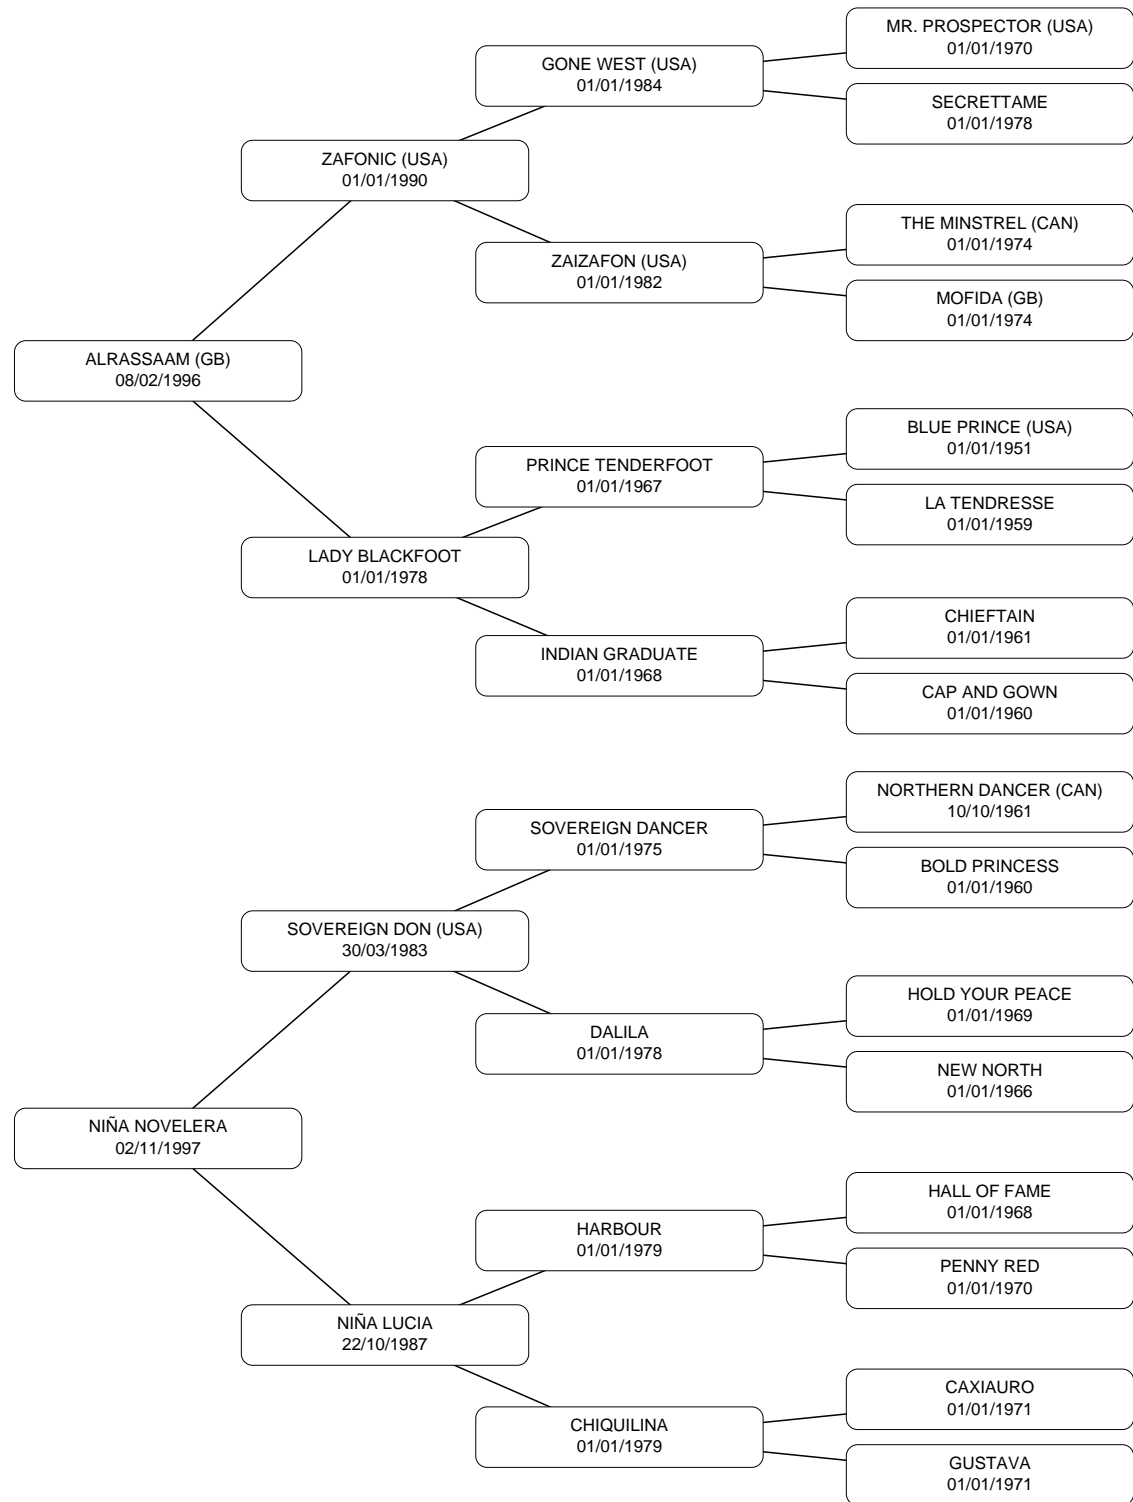 MR. PROSPECTOR (USA)
01/01/1970
GONE WEST (USA)
01/01/1984
SECRETTAME
01/01/1978
ZAFONIC (USA)
01/01/1990
THE MINSTREL (CAN)
01/01/1974
ZAIZAFON (USA)
01/01/1982
MOFIDA (GB)
01/01/1974
ALRASSAAM (GB)
08/02/1996
BLUE PRINCE (USA)
01/01/1951
PRINCE TENDERFOOT
01/01/1967
LA TENDRESSE
01/01/1959
LADY BLACKFOOT
01/01/1978
CHIEFTAIN
01/01/1961
INDIAN GRADUATE
01/01/1968
CAP AND GOWN
01/01/1960
NORTHERN DANCER (CAN)
10/10/1961
SOVEREIGN DANCER
01/01/1975
BOLD PRINCESS
01/01/1960
SOVEREIGN DON (USA)
30/03/1983
HOLD YOUR PEACE
01/01/1969
DALILA
01/01/1978
NEW NORTH
01/01/1966
NIÑA NOVELERA
02/11/1997
HALL OF FAME
01/01/1968
HARBOUR
01/01/1979
PENNY RED
01/01/1970
NIÑA LUCIA
22/10/1987
CAXIAURO
01/01/1971
CHIQUILINA
01/01/1979
GUSTAVA
01/01/1971